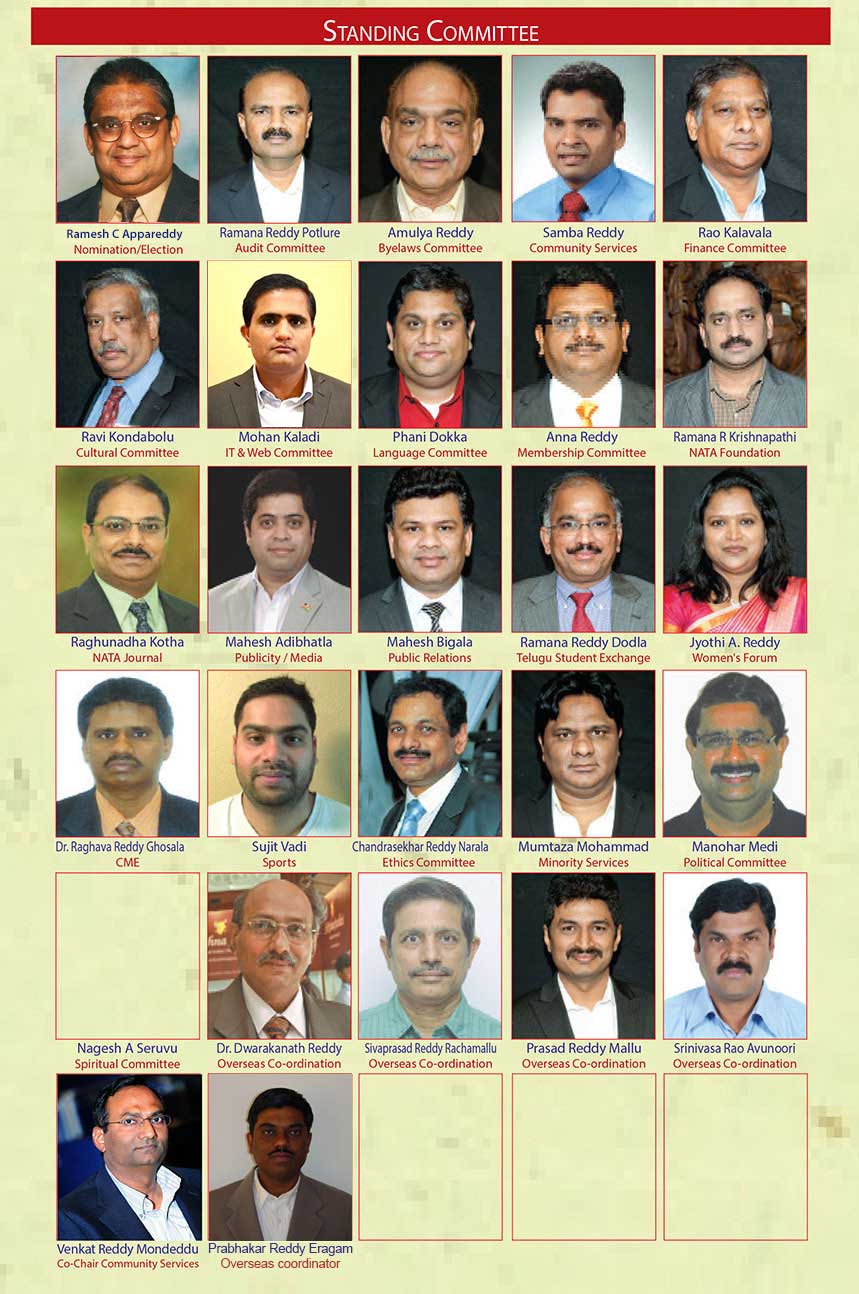 STANDING COMMITTEE
Ramesh C Appareddy
Nomination/Election
Ramana Reddy Potlure
Audit Committee
Amulya Reddy
Byelaws Committee
Samba Reddy
Community Services
Rao Kalavala
Finance Committee
Ravi Kondabolu
Cultural Committee
Mohan Kaladi
IT & Web Committee
Phani Dokka
Language Committee
Anna Reddy
Membership Committee
Ramana R Krishnapathi
NATA Foundation
Raghunadha Kotha
NATA Journal
Mahesh Adibhatla
Publicity / Media
Mahesh Bigala
Public Relations
Ramana Reddy Dodla
Telugu Student Exchange
Jyothi A. Reddy
Women's Forum
Dr. Raghava Reddy Ghosala
CME
Sujit Vadi
Sports
Chandrasekhar Reddy Narala
Ethics Committee
Mumtaza Mohammad
Minority Services
Manohar Medi
Political Committee
Nagesh A Seruvu
Spiritual Committee
Dr. Dwarakanath Reddy
Overseas Co-ordination
Sivaprasad Reddy Rachamallu
Overseas Co-ordination
Prasad Reddy Mallu
Overseas Co-ordination
Srinivasa Rao Avunoori
Overseas Co-ordination
Venkat Reddy Mondeddu
Co-Chair Community Services
Prabhakar Reddy Eragam
Overseas coordinator